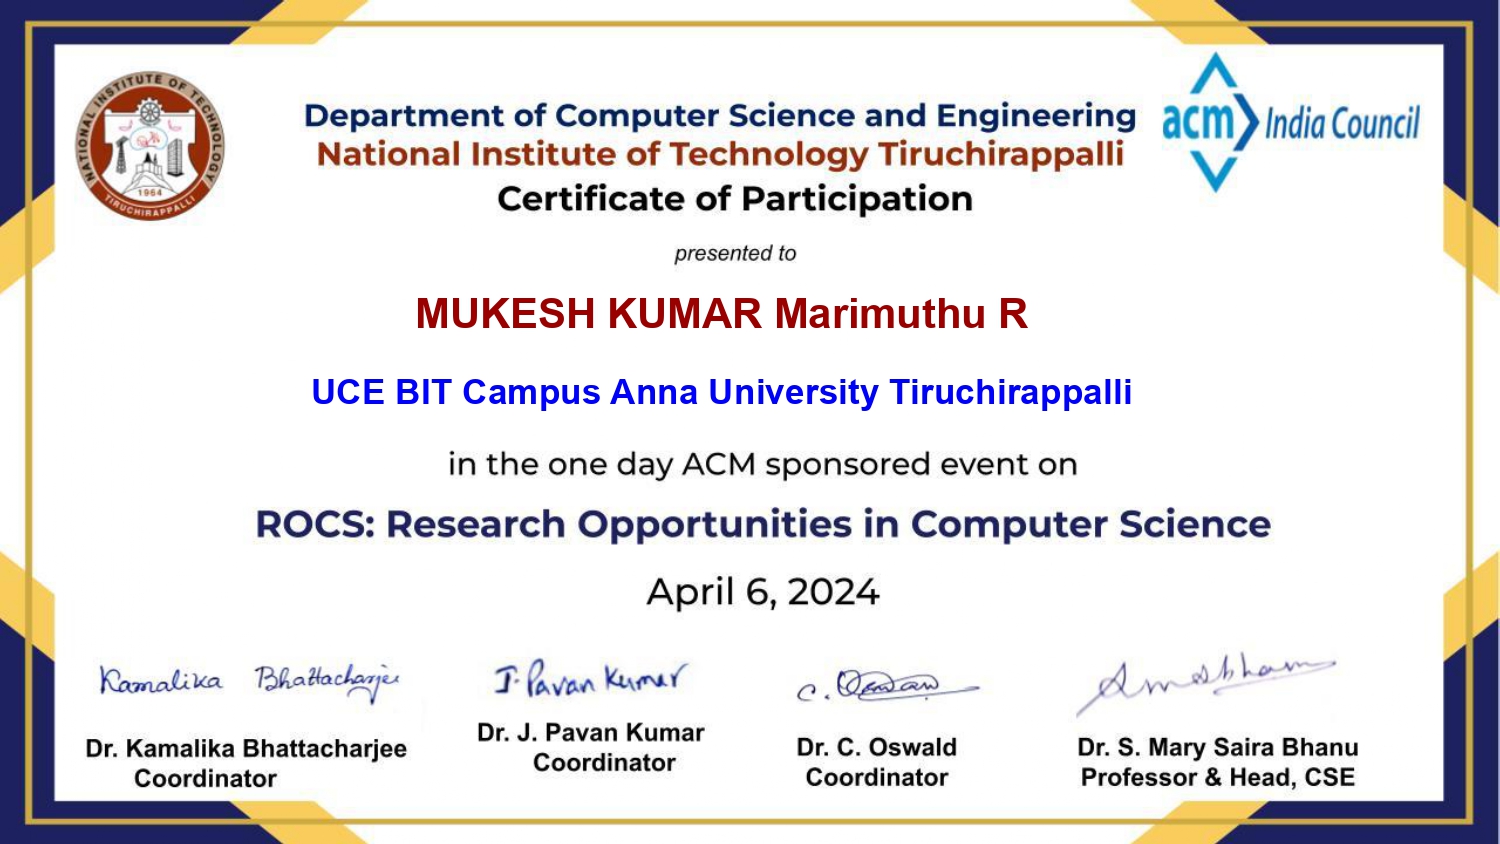 NATIONAL INSTITUTE OF TECHNOLOGY
1964
TIRUCHIRAPPALLI
acm India Council
Department of Computer Science and Engineering
National Institute of Technology Tiruchirappalli
Certificate of Participation
presented to
MUKESH KUMAR Marimuthu R
UCE BIT Campus Anna University Tiruchirappalli
in the one day ACM sponsored event on
ROCS: Research Opportunities in Computer Science
April 6, 2024
Kamalika Bhattacharjee
J. Pavan Kumar
C. Oswald
Dr. Kamalika Bhattacharjee
Coordinator
Dr. J. Pavan Kumar
Coordinator
Dr. C. Oswald
Coordinator
Dr. S. Mary Saira Bhanu
Professor & Head, CSE